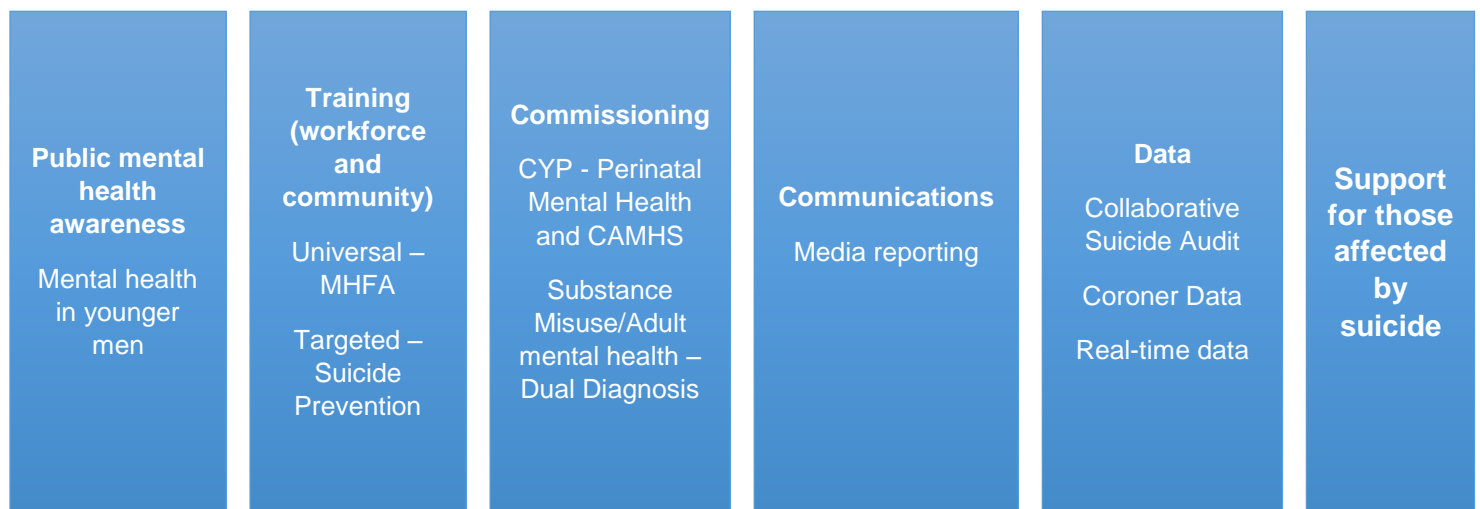 Public mental
health
awareness
Mental health
in younger
men
Training
(workforce
and
community)
Universal –
MHFA
Targeted –
Suicide
Prevention
Commissioning
CYP - Perinatal
Mental Health
and CAMHS
Substance
Misuse/Adult
mental health –
Dual Diagnosis
Communications
Media reporting
Data
Collaborative
Suicide Audit
Coroner Data
Real-time data
Support
for those
affected
by
suicide